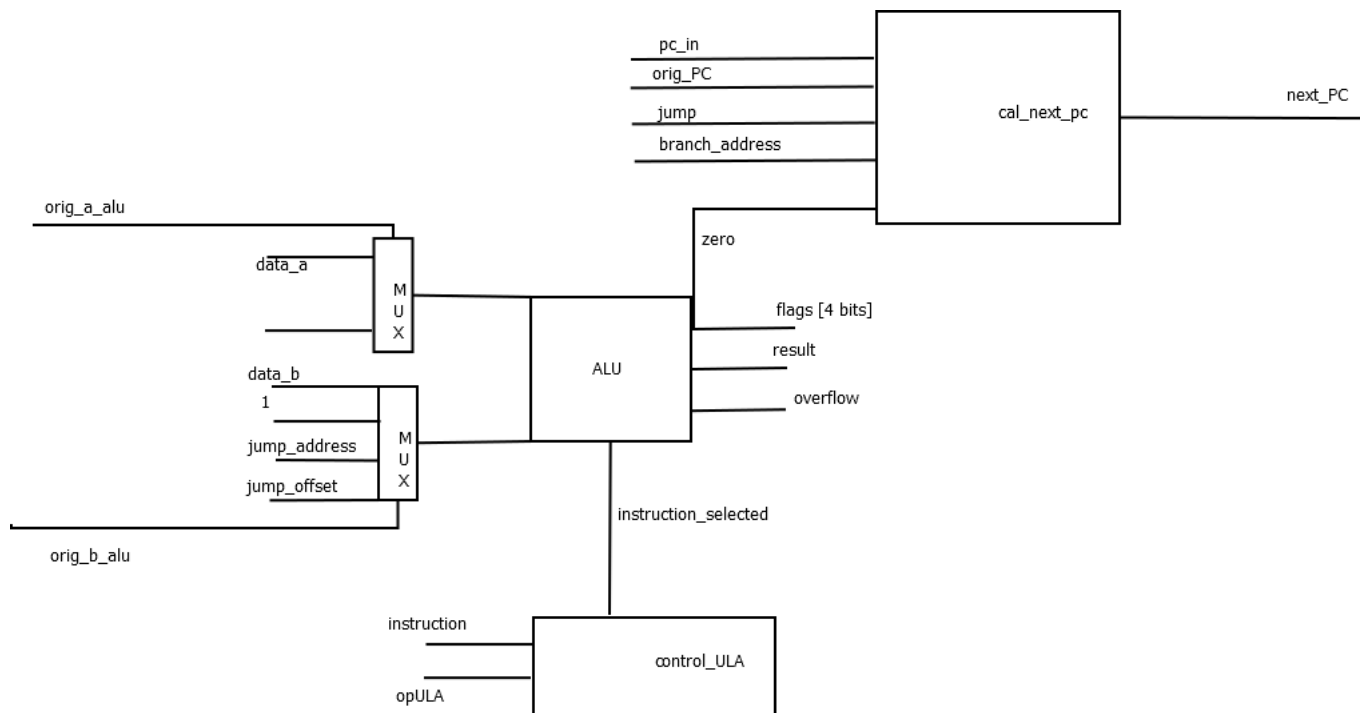 pc_in
orig_PC
jump
branch_address
cal_next_pc
next_PC
orig_a_alu
data_a
M
U
X
zero
flags [4 bits]
result
overflow
ALU
data_b
1
jump_address
jump_offset
M
U
X
orig_b_alu
instruction_selected
instruction
opULA
control_ULA